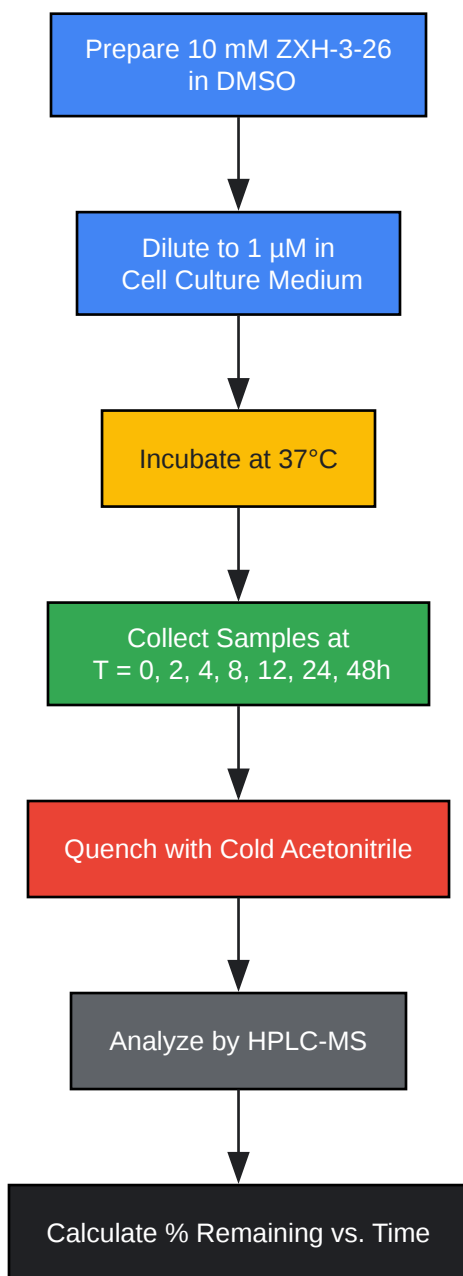 Prepare 10 mM ZXH-3-26
in DMSO
Dilute to 1 µM in
Cell Culture Medium
Incubate at 37°C
Collect Samples at
T = 0, 2, 4, 8, 12, 24, 48h
Quench with Cold Acetonitrile
Analyze by HPLC-MS
Calculate % Remaining vs. Time